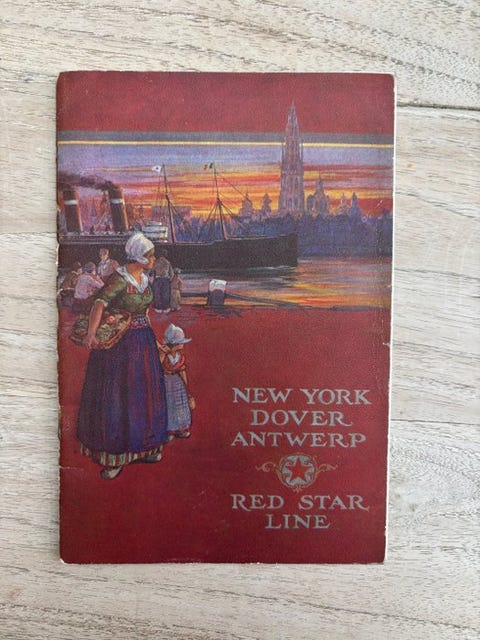 NEW YORK
DOVER
ANTWERP
RED STAR
LINE